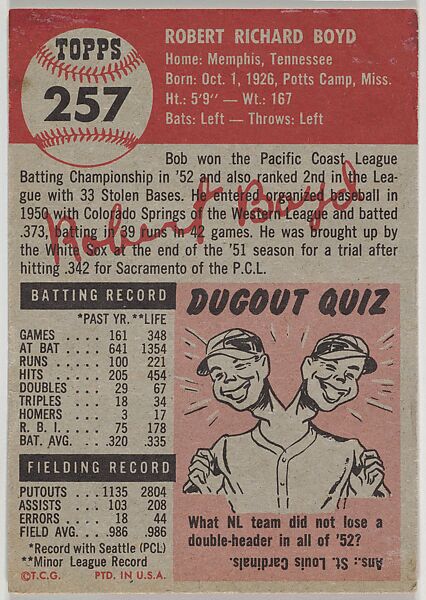 TOPPS
257
ROBERT RICHARD BOYD
Home: Memphis, Tennessee
Born: Oct. 1, 1926, Potts Camp, Miss.
Ht.: 5'9" — Wt.: 167
Bats: Left — Throws: Left
Bob won the Pacific Coast League
Batting Championship in '52 and also ranked 2nd in the Lea-
gue with 33 Stolen Bases. He entered organized baseball in
1950 with Colorado Springs of the Western League and batted
.373, batting in 39 runs in 42 games. He was brought up by
the White Sox at the end of the '51 season for a trial after
hitting .342 for Sacramento of the P.C.L.
Robert Boyd
BATTING RECORD
*PAST YR. **LIFE
GAMES .... 161 348
AT BAT .... 641 1354
RUNS ..... 100 221
HITS ...... 205 454
DOUBLES ... 29 67
TRIPLES .... 18 34
HOMERS .... 3 17
R. B. I. ..... 75 178
BAT. AVG. ... .320 .335
FIELDING RECORD
PUTOUTS ... 1135 2804
ASSISTS .... 103 208
ERRORS .... 18 44
FIELD AVG. .. .986 .986
*Record with Seattle (PCL)
**Minor League Record
©T.C.G. PTD. IN U.S.A.
DUGOUT QUIZ
What NL team did not lose a
double-header in all of '52?
Ans.: St. Louis Cardinals.